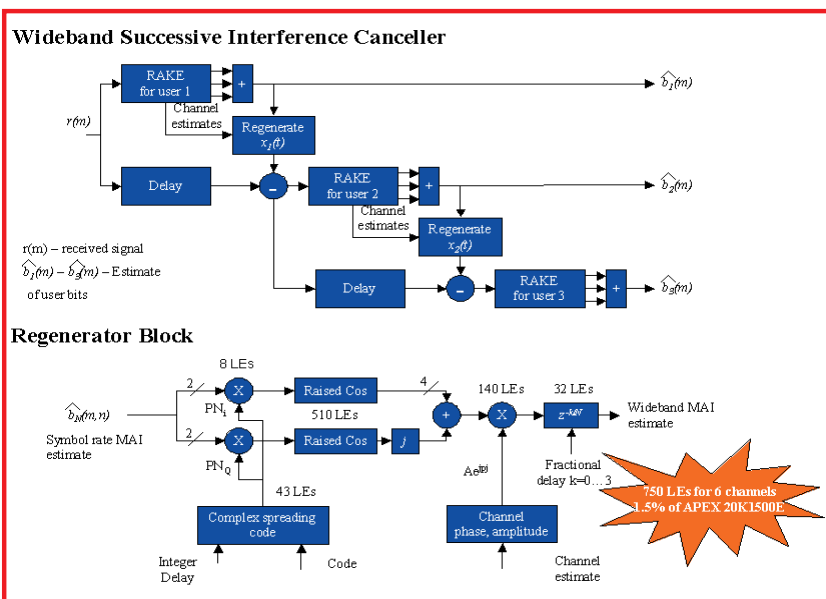 Wideband Successive Interference Canceller
RAKE
for user 1
+
b̂₁(m)
Channel
estimates
r(m)
Regenerate
x₁(t)
Delay
–
RAKE
for user 2
+
b̂₂(m)
Channel
estimates
Regenerate
x₂(t)
r(m) – received signal
b̂₁(m) – b̂₃(m) – Estimate
of user bits
Delay
–
RAKE
for user 3
+
b̂₃(m)
Regenerator Block
8 LEs
2
X
Raised Cos
4
140 LEs
32 LEs
b̂N(m,n)
PNi
510 LEs
+
X
Wideband MAI
estimate
Symbol rate MAI
estimate
2
X
Raised Cos
j
PNQ
Fractional
delay k=0…3
43 LEs
750 LEs for 6 channels
1.5% of APEX 20K1500E
Complex spreading
code
Channel
phase, amplitude
Integer
Delay
Code
Channel
estimate